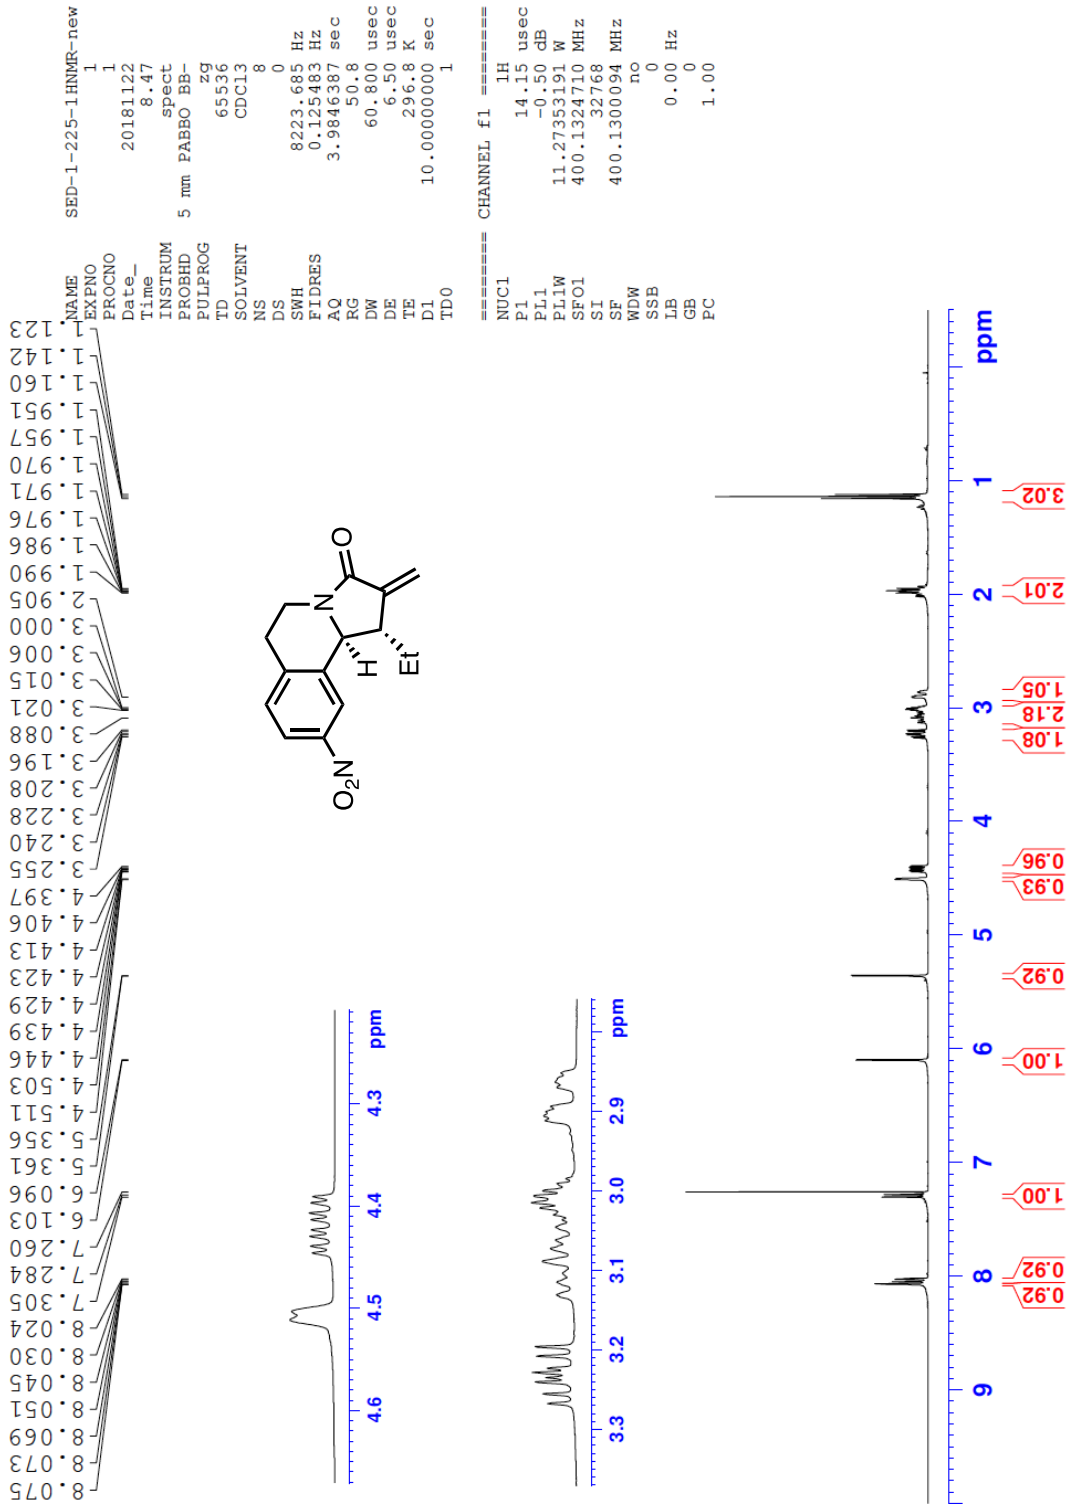 NAME SED-1-225-1HNMR-new
EXPNO 1
PROCNO 1
Date_ 20181122
Time 8.47
INSTRUM spect
PROBHD 5 mm PABBO BB-
PULPROG zg
TD 65536
SOLVENT CDCl3
NS 8
DS 0
SWH 8223.685 Hz
FIDRES 0.125483 Hz
AQ 3.9846387 sec
RG 50.8
DW 60.800 usec
DE 6.50 usec
TE 296.8 K
D1 10.00000000 sec
TD0 1
======== CHANNEL f1 ========
NUC1 1H
P1 14.15 usec
PL1 -0.50 dB
PL1W 11.27353191 W
SFO1 400.1324710 MHz
SI 32768
SF 400.1300094 MHz
WDW no
SSB 0
LB 0.00 Hz
GB 0
PC 1.00
1.123
1.142
1.160
1.951
1.957
1.970
1.971
1.976
1.986
1.990
2.905
3.000
3.006
3.015
3.021
3.088
3.196
3.208
3.228
3.240
3.255
4.397
4.406
4.413
4.423
4.429
4.439
4.446
4.503
4.511
5.356
5.361
6.096
6.103
7.260
7.284
7.305
8.024
8.030
8.045
8.051
8.069
8.073
8.075
O2N
N
O
H
Et
4.6 4.5 4.4 4.3 ppm
3.3 3.2 3.1 3.0 2.9 ppm
9 8 7 6 5 4 3 2 1 ppm
0.92
0.92
1.00
1.00
0.92
0.93
0.96
1.08
2.18
1.05
2.01
3.02